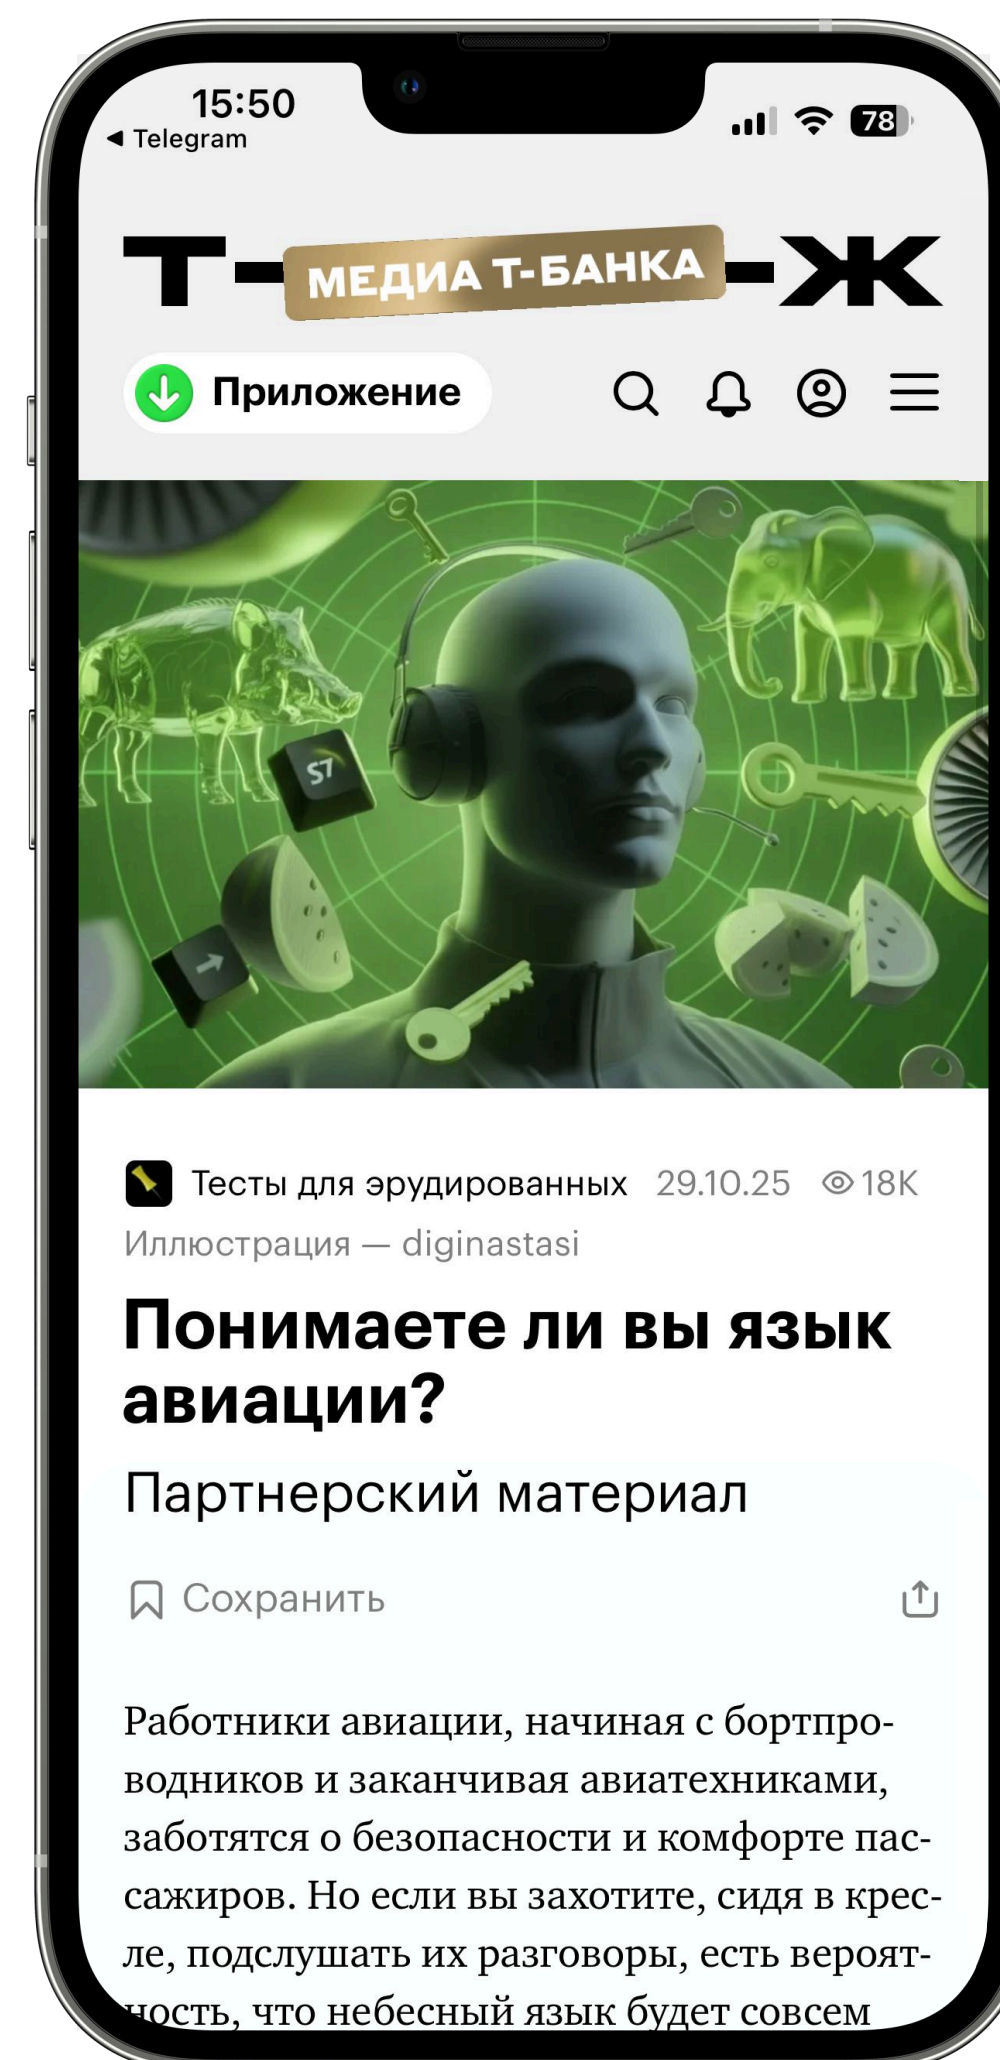 15:50
◀ Telegram
78
Т—Ж
МЕДИА Т-БАНКА
Приложение
S7
Тесты для эрудированных 29.10.25 18K
Иллюстрация — diginastasi
Понимаете ли вы язык
авиации?
Партнерский материал
Сохранить
Работники авиации, начиная с бортпро-
водников и заканчивая авиатехниками,
заботятся о безопасности и комфорте пас-
сажиров. Но если вы захотите, сидя в крес-
ле, подслушать их разговоры, есть вероят-
ность, что небесный язык будет совсем